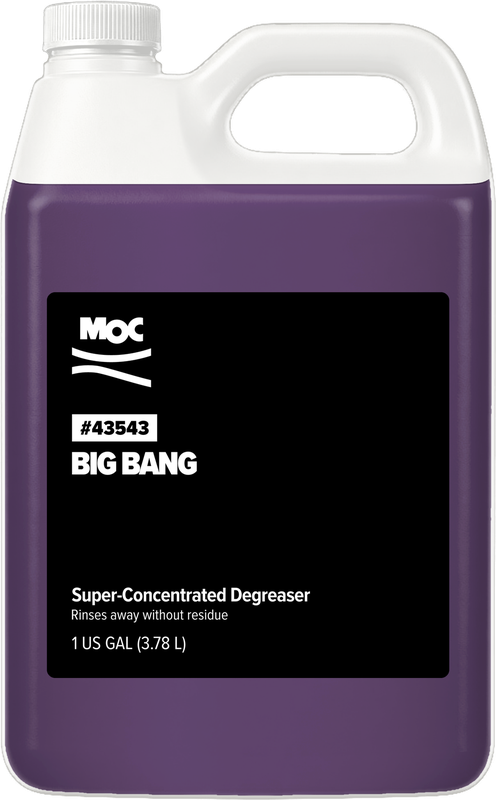 MOC
#43543
BIG BANG
Super-Concentrated Degreaser
Rinses away without residue
1 US GAL (3.78 L)